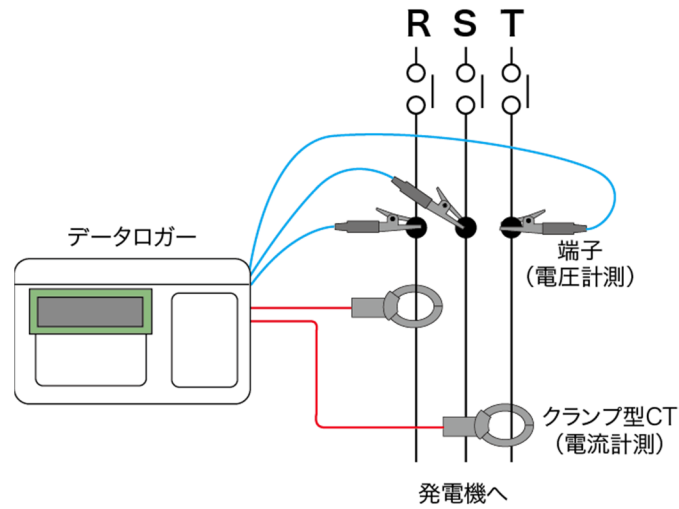 R S T
データロガー
端子
（電圧計測）
クランプ型CT
（電流計測）
発電機へ